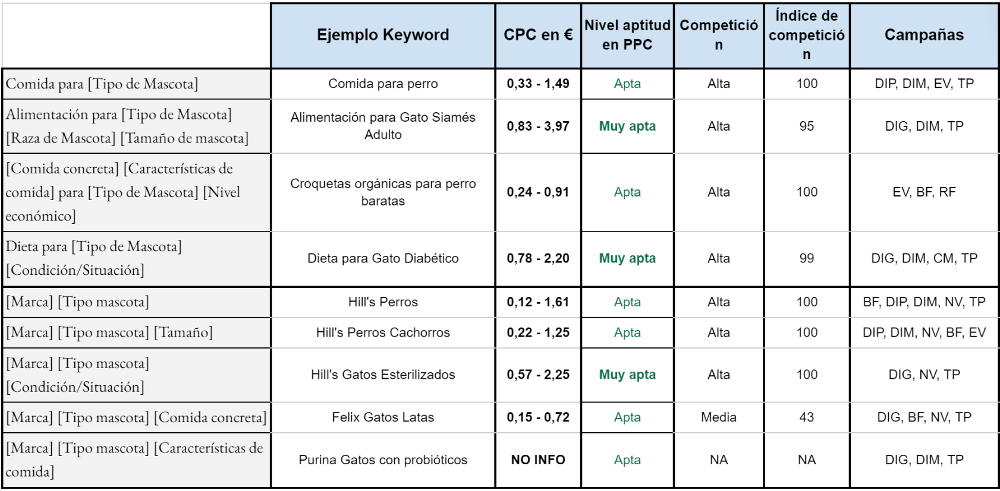 Ejemplo Keyword
CPC en €
Nivel aptitud
en PPC
Competició
n
Índice de
competició
n
Campañas
Comida para [Tipo de Mascota]
Comida para perro
0,33 - 1,49
Apta
Alta
100
DIP, DIM, EV, TP
Alimentación para [Tipo de Mascota]
[Raza de Mascota] [Tamaño de mascota]
Alimentación para Gato Siamés
Adulto
0,83 - 3,97
Muy apta
Alta
95
DIG, DIM, TP
[Comida concreta] [Características de
comida] para [Tipo de Mascota] [Nivel
económico]
Croquetas orgánicas para perro
baratas
0,24 - 0,91
Apta
Alta
100
EV, BF, RF
Dieta para [Tipo de Mascota]
[Condición/Situación]
Dieta para Gato Diabético
0,78 - 2,20
Muy apta
Alta
99
DIG, DIM, CM, TP
[Marca] [Tipo mascota]
Hill's Perros
0,12 - 1,61
Apta
Alta
100
BF, DIP, DIM, NV, TP
[Marca] [Tipo mascota] [Tamaño]
Hill's Perros Cachorros
0,22 - 1,25
Apta
Alta
100
DIP, DIM, NV, BF, EV
[Marca] [Tipo mascota]
[Condición/Situación]
Hill's Gatos Esterilizados
0,57 - 2,25
Muy apta
Alta
100
DIG, NV, TP
[Marca] [Tipo mascota] [Comida concreta]
Felix Gatos Latas
0,15 - 0,72
Apta
Media
43
DIG, BF, NV, TP
[Marca] [Tipo mascota] [Características de
comida]
Purina Gatos con probióticos
NO INFO
Apta
NA
NA
DIG, DIM, TP